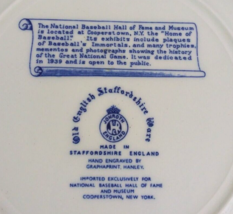 The National Baseball Hall of Fame and Museum
is located at Cooperstown, NY, the "Home of
Baseball". Its exhibits include plaques
of Baseball's Immortals, and many trophies,
mementos and photographs showing the history
of the Great National Game. It was dedicated
in 1939 and is open to the public.
Old English Staffordshire Ware
MADE IN
STAFFORDSHIRE ENGLAND
HAND ENGRAVED BY
GRAPHAPRINT, HANLEY.
IMPORTED EXCLUSIVELY FOR
NATIONAL BASEBALL HALL OF FAME
AND MUSEUM
COOPERSTOWN, NEW YORK.